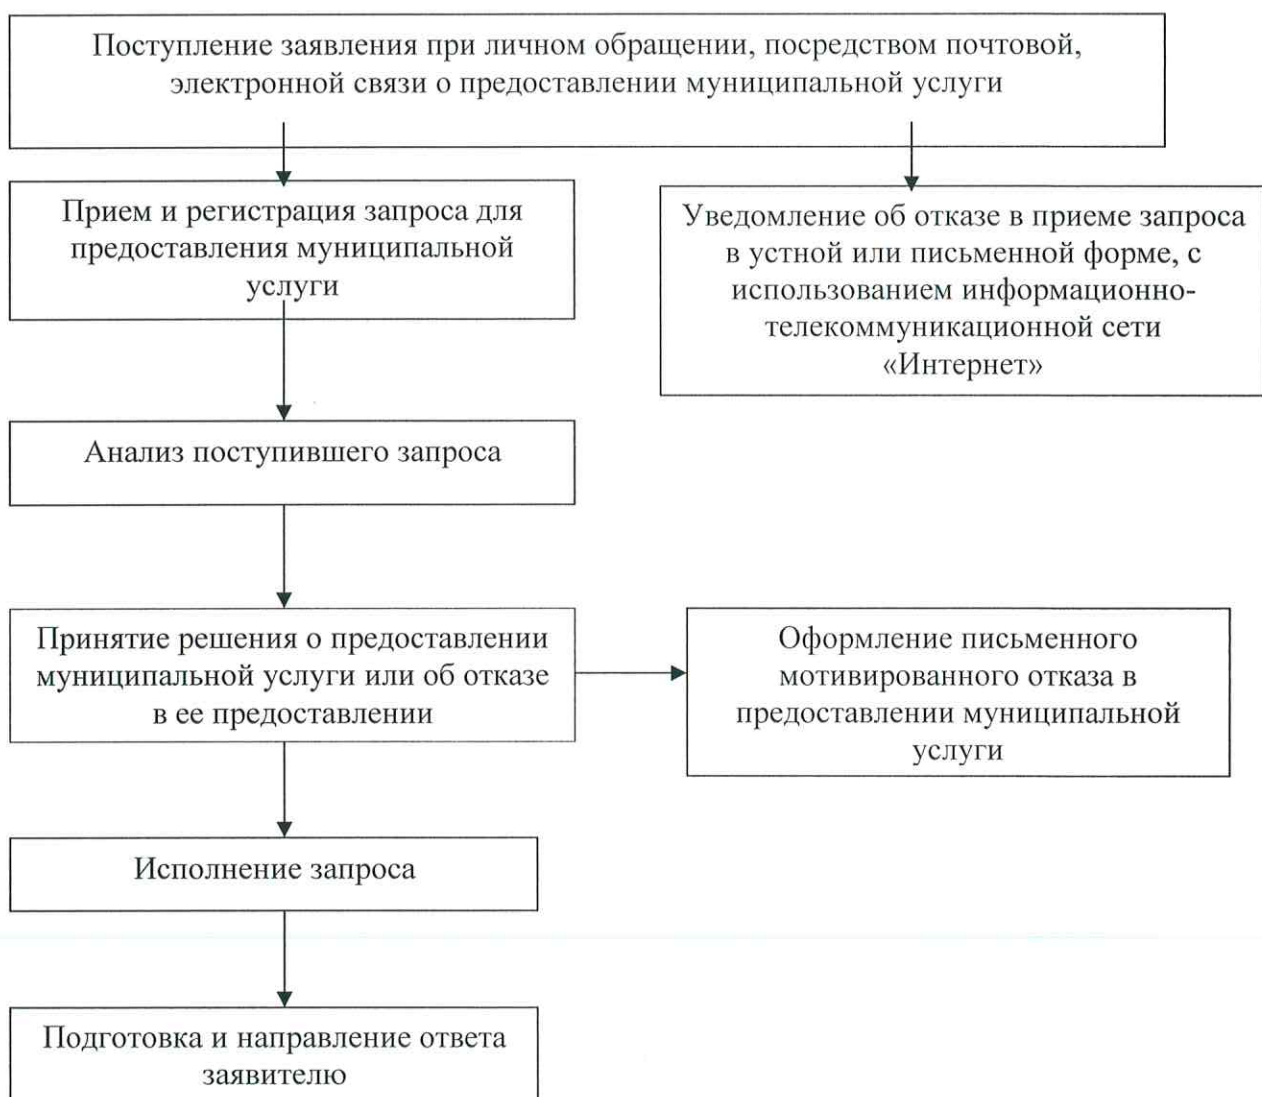 Поступление заявления при личном обращении, посредством почтовой,
электронной связи о предоставлении муниципальной услуги
Прием и регистрация запроса для
предоставления муниципальной
услуги
Уведомление об отказе в приеме запроса
в устной или письменной форме, с
использованием информационно-
телекоммуникационной сети
«Интернет»
Анализ поступившего запроса
Принятие решения о предоставлении
муниципальной услуги или об отказе
в ее предоставлении
Оформление письменного
мотивированного отказа в
предоставлении муниципальной
услуги
Исполнение запроса
Подготовка и направление ответа
заявителю